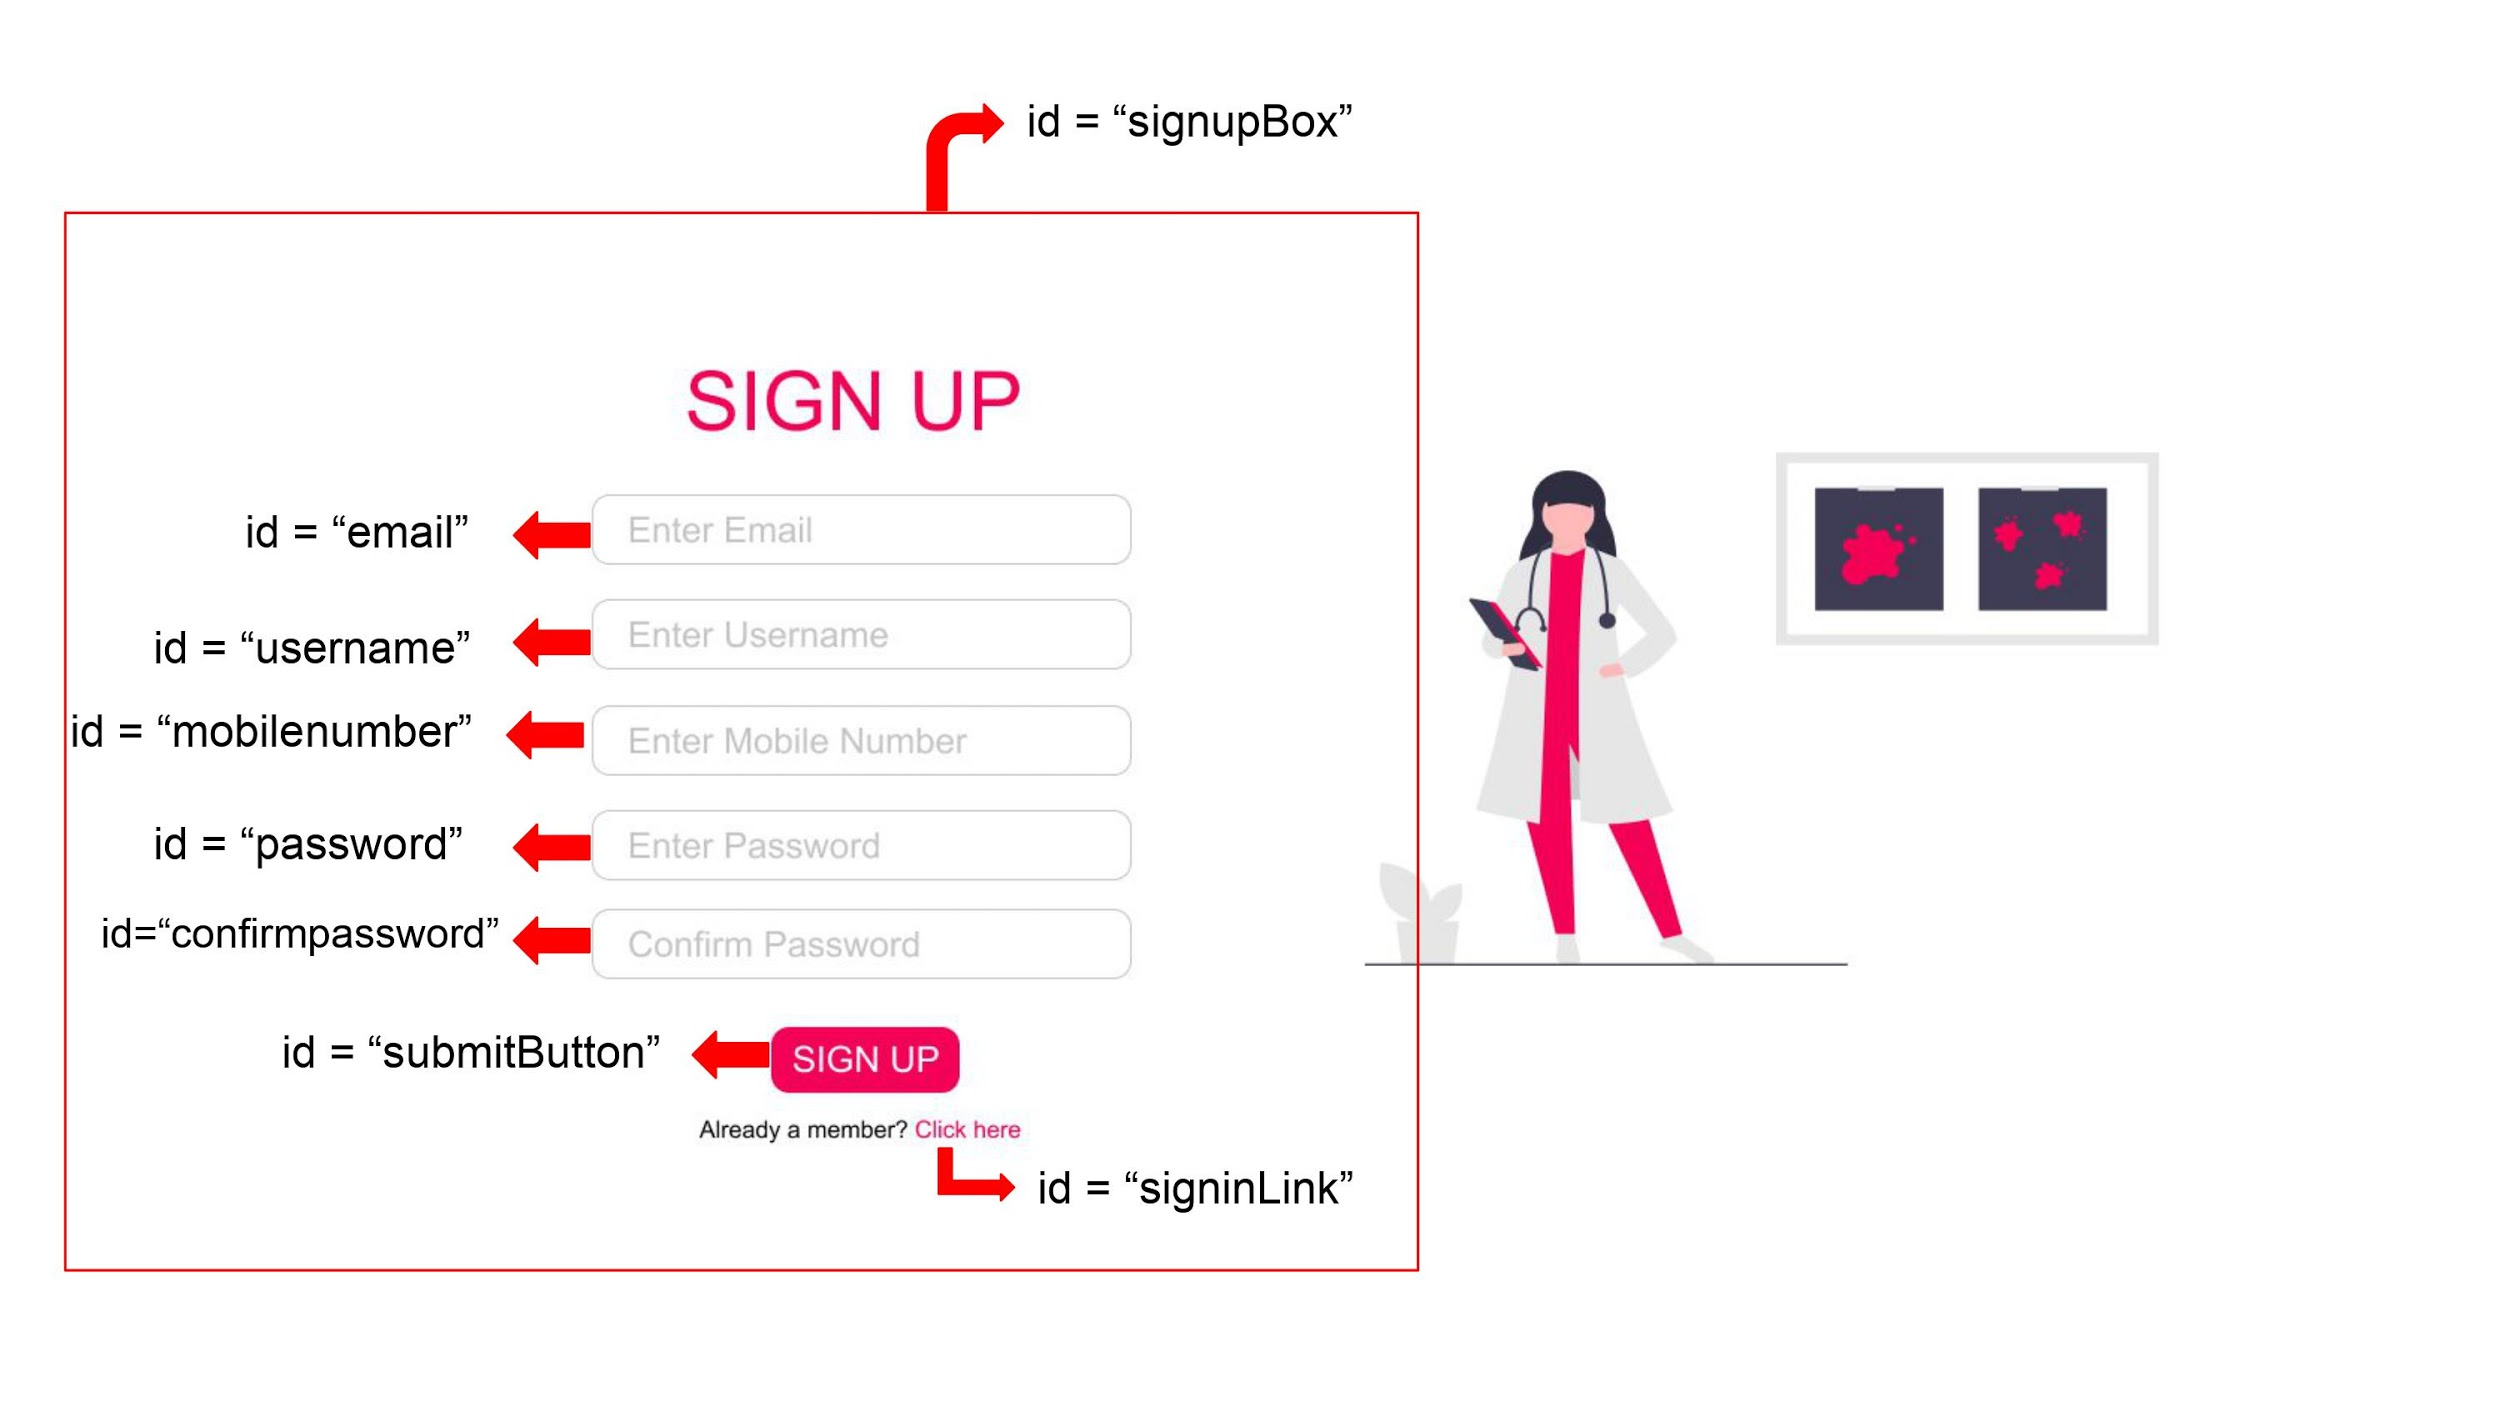 id = “signupBox”
SIGN UP
id = “email”
Enter Email
id = “username”
Enter Username
id = “mobilenumber”
Enter Mobile Number
id = “password”
Enter Password
id=“confirmpassword”
Confirm Password
id = “submitButton”
SIGN UP
Already a member? Click here
id = “signinLink”